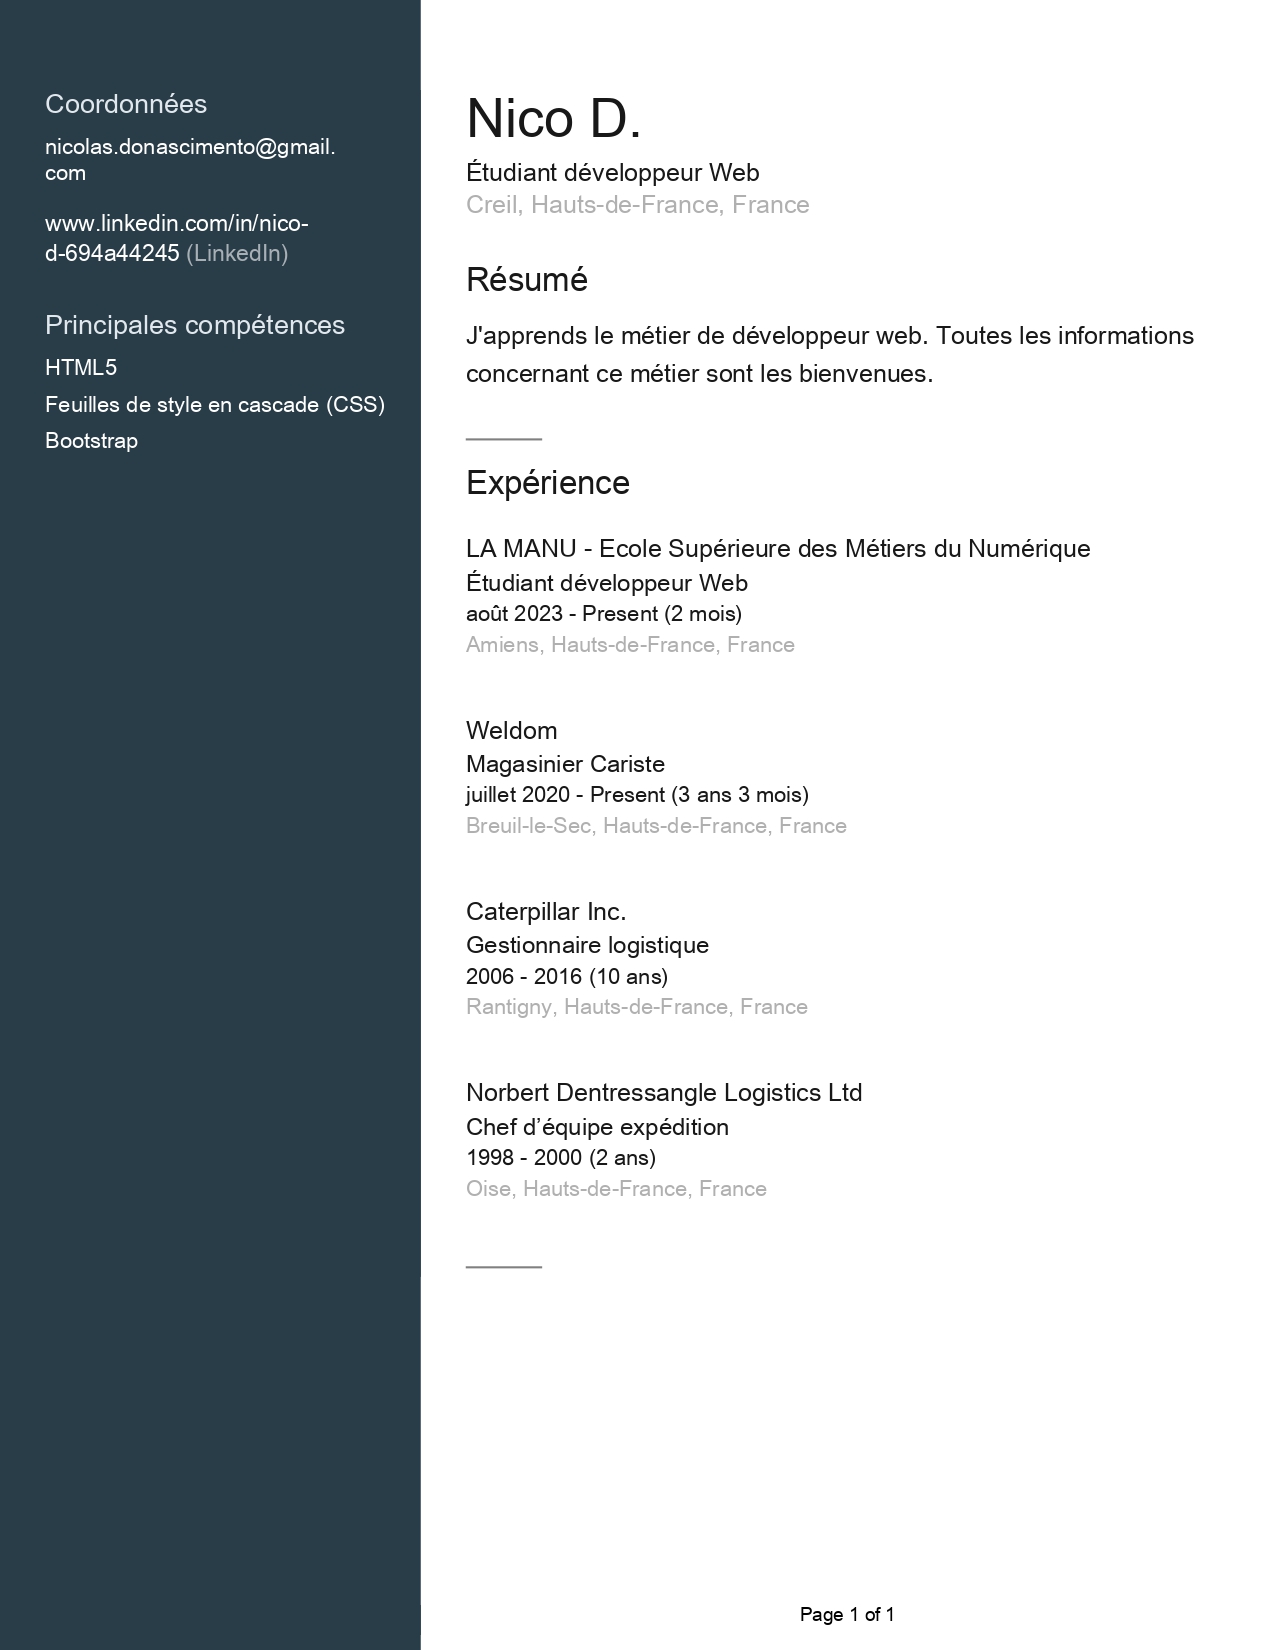 Coordonnées
nicolas.donascimento@gmail.
com
www.linkedin.com/in/nico-
d-694a44245 (LinkedIn)
Principales compétences
HTML5
Feuilles de style en cascade (CSS)
Bootstrap
Nico D.
Étudiant développeur Web
Creil, Hauts-de-France, France
Résumé
J'apprends le métier de développeur web. Toutes les informations
concernant ce métier sont les bienvenues.
Expérience
LA MANU - Ecole Supérieure des Métiers du Numérique
Étudiant développeur Web
août 2023 - Present (2 mois)
Amiens, Hauts-de-France, France
Weldom
Magasinier Cariste
juillet 2020 - Present (3 ans 3 mois)
Breuil-le-Sec, Hauts-de-France, France
Caterpillar Inc.
Gestionnaire logistique
2006 - 2016 (10 ans)
Rantigny, Hauts-de-France, France
Norbert Dentressangle Logistics Ltd
Chef d’équipe expédition
1998 - 2000 (2 ans)
Oise, Hauts-de-France, France
Page 1 of 1